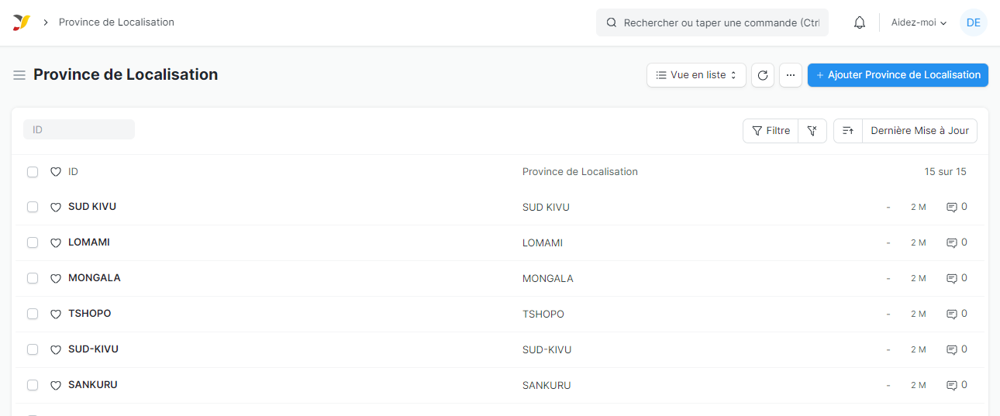 Province de Localisation
Rechercher ou taper une commande (Ctrl
Aidez-moi
DE
Province de Localisation
Vue en liste
...
+ Ajouter Province de Localisation
ID
Filtre
Dernière Mise à Jour
ID Province de Localisation 15 sur 15
SUD KIVU SUD KIVU - 2 M 0
LOMAMI LOMAMI - 2 M 0
MONGALA MONGALA - 2 M 0
TSHOPO TSHOPO - 2 M 0
SUD-KIVU SUD-KIVU - 2 M 0
SANKURU SANKURU - 2 M 0